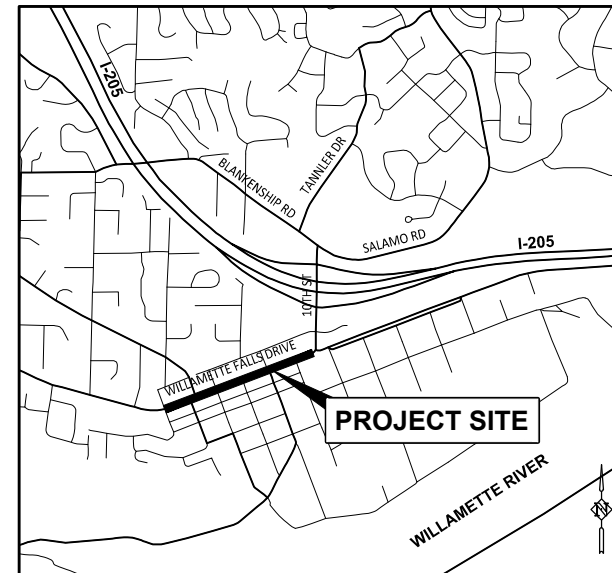 I-205
TANNLER DR
BLANKENSHIP RD
SALAMO RD
I-205
10TH ST
WILLAMETTE FALLS DRIVE
PROJECT SITE
WILLAMETTE RIVER
N